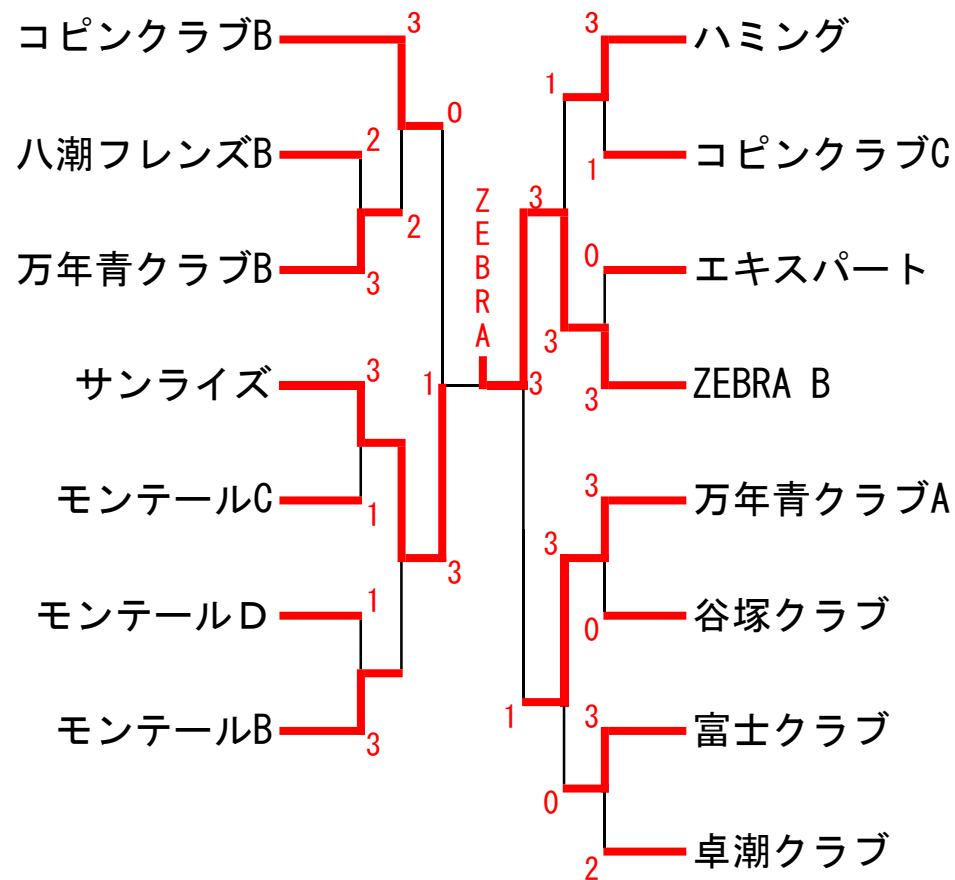 コピンクラブB
3
0
八潮フレンズB
2
2
万年青クラブB
3
サンライズ
3
1
モンテールC
1
3
モンテールD
1
モンテールB
3
ZEBRA
3
ハミング
3
1
コピンクラブC
1
3
エキスパート
0
3
ZEBRA B
3
万年青クラブA
3
3
谷塚クラブ
0
1
富士クラブ
3
0
卓潮クラブ
2